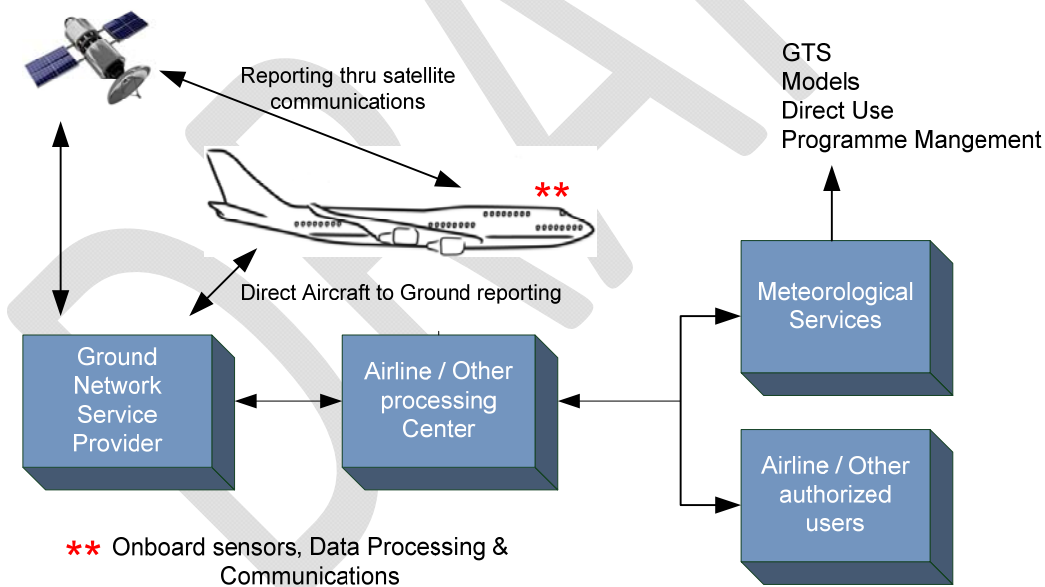 Reporting thru satellite
communications
GTS
Models
Direct Use
Programme Mangement
**
Direct Aircraft to Ground reporting
Meteorological
Services
Ground
Network
Service
Provider
Airline / Other
processing
Center
Airline / Other
authorized
users
** Onboard sensors, Data Processing &
Communications
DRAFT